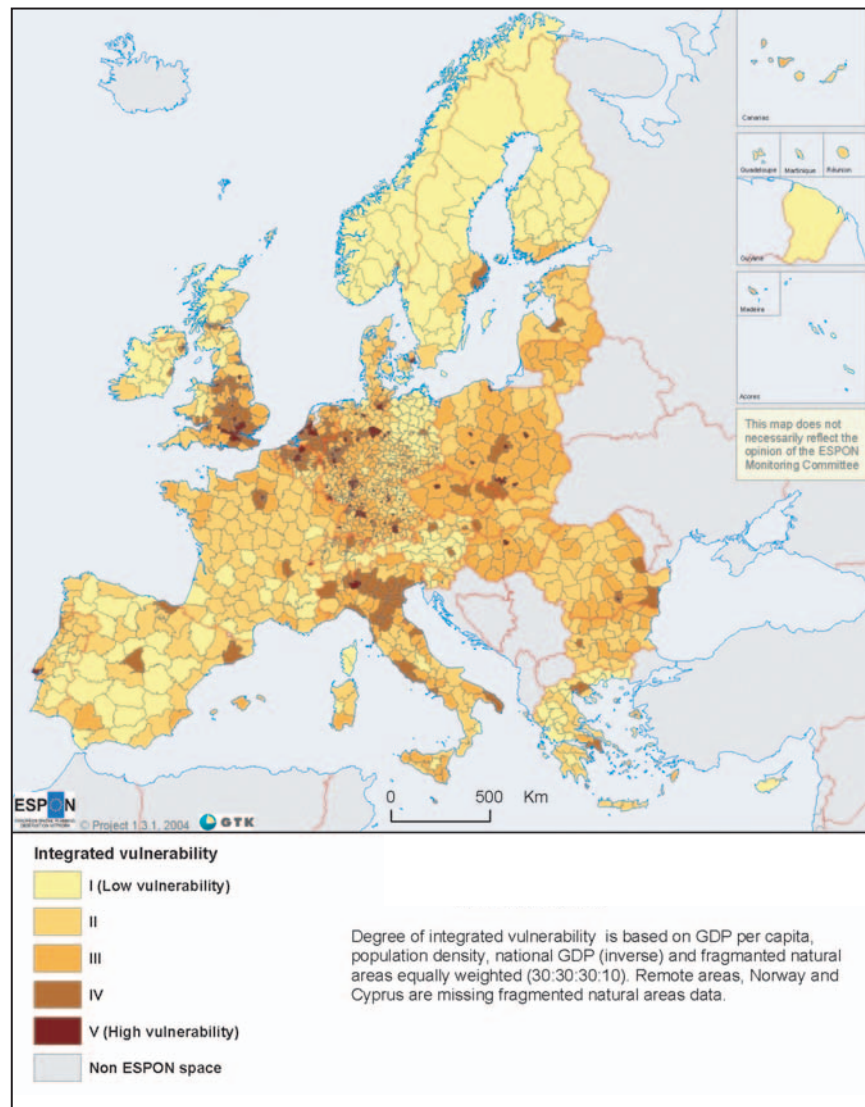 Canaries
Guadeloupe
Martinique
Réunion
Guyane
Madeira
Acores
This map does not
necessarily reflect the
opinion of the ESPON
Monitoring Committee
0 500 Km
ESPON
© Project 1.3.1, 2004
GTK
Integrated vulnerability
I (Low vulnerability)
II
III
IV
V (High vulnerability)
Non ESPON space
Degree of integrated vulnerability is based on GDP per capita,
population density, national GDP (inverse) and fragmanted natural
areas equally weighted (30:30:30:10). Remote areas, Norway and
Cyprus are missing fragmented natural areas data.